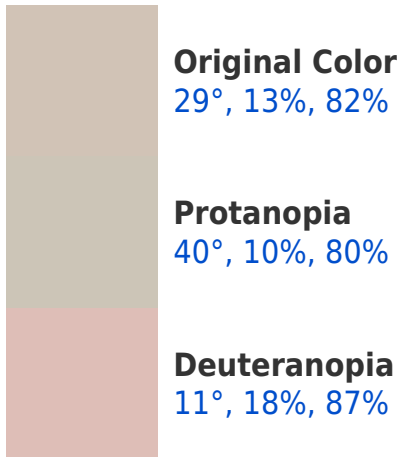 Original Color
29°, 13%, 82%
Protanopia
40°, 10%, 80%
Deuteranopia
11°, 18%, 87%